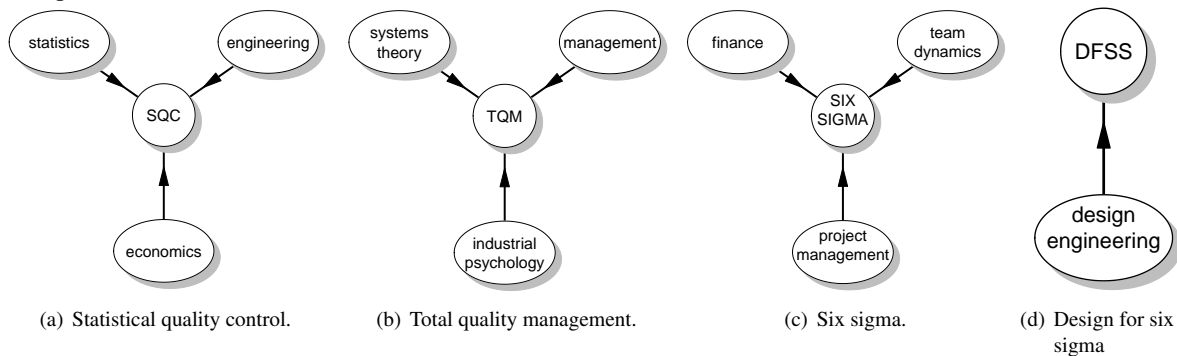 statistics
engineering
SQC
economics
(a) Statistical quality control.
systems
theory
management
TQM
industrial
psychology
(b) Total quality management.
finance
team
dynamics
SIX
SIGMA
project
management
(c) Six sigma.
DFSS
design
engineering
(d) Design for six
sigma